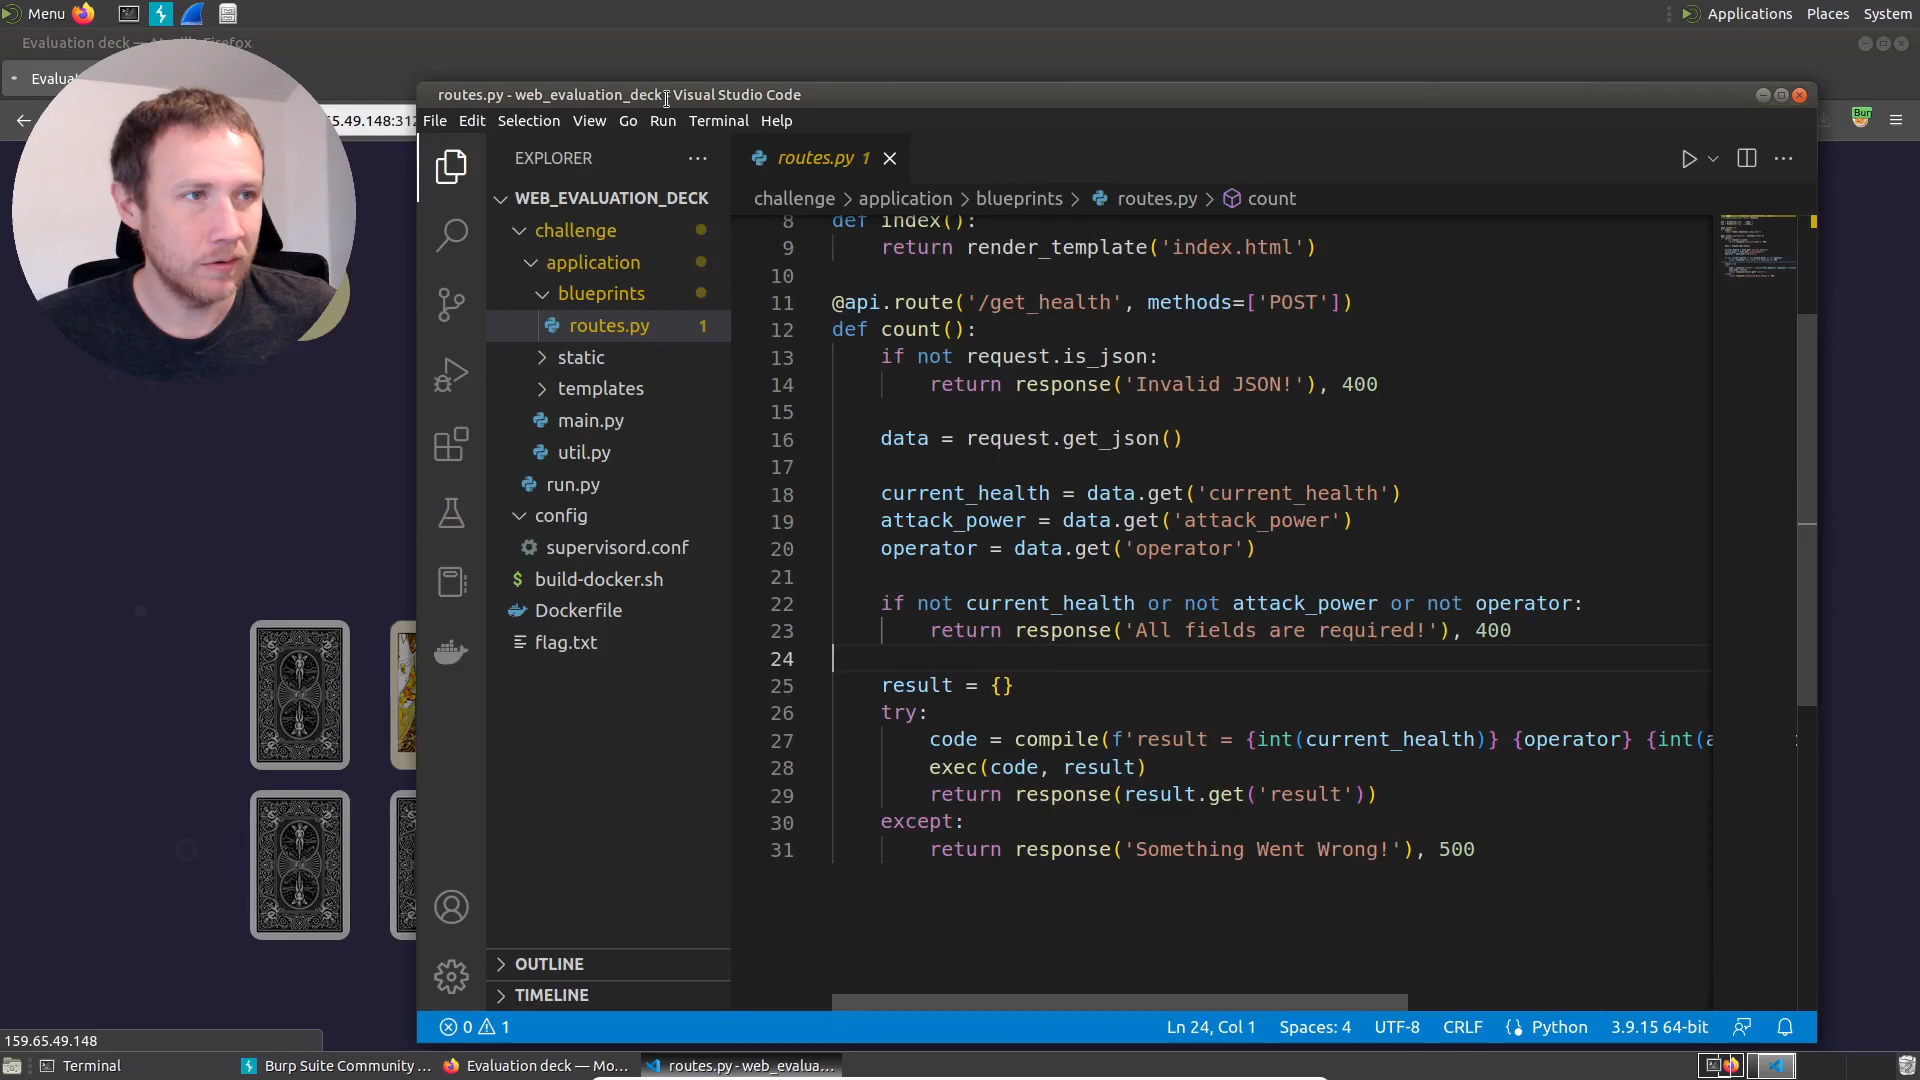 Menu
Applications Places System
Evaluation deck — M Firefox
Evaluat
routes.py - web_evaluation_deck - Visual Studio Code
5.49.148:312
Bur
File Edit Selection View Go Run Terminal Help
EXPLORER
routes.py 1
WEB_EVALUATION_DECK
challenge > application > blueprints > routes.py > count
challenge
application
blueprints
routes.py 1
static
templates
main.py
util.py
run.py
config
supervisord.conf
build-docker.sh
Dockerfile
flag.txt
8 def index():
9 return render_template('index.html')
10
11 @api.route('/get_health', methods=['POST'])
12 def count():
13 if not request.is_json:
14 return response('Invalid JSON!'), 400
15
16 data = request.get_json()
17
18 current_health = data.get('current_health')
19 attack_power = data.get('attack_power')
20 operator = data.get('operator')
21
22 if not current_health or not attack_power or not operator:
23 return response('All fields are required!'), 400
24
25 result = {}
26 try:
27 code = compile(f'result = {int(current_health)} {operator} {int(a
28 exec(code, result)
29 return response(result.get('result'))
30 except:
31 return response('Something Went Wrong!'), 500
OUTLINE
TIMELINE
0 1
Ln 24, Col 1 Spaces: 4 UTF-8 CRLF Python 3.9.15 64-bit
159.65.49.148
Terminal
Burp Suite Community ...
Evaluation deck — Mo...
routes.py - web_evalua...